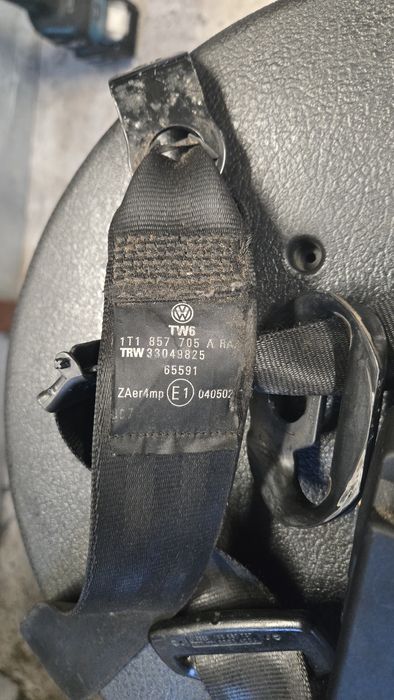 TW6
1T1 857 705 A RAA
TRW 33049825
65591
ZAer4mp E1 040502